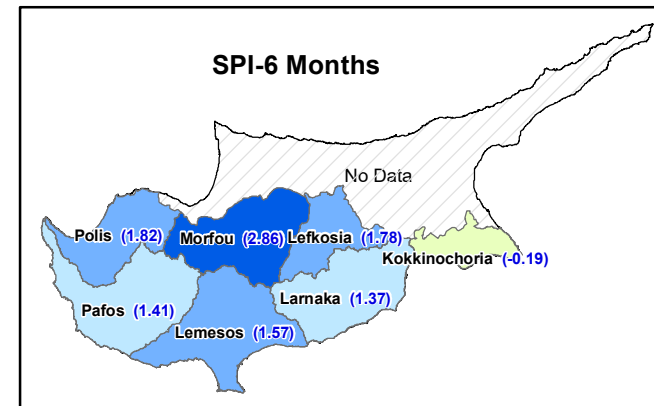 SPI-6 Months
No Data
Polis (1.82)
Morfou (2.86)
Lefkosia (1.78)
Kokkinochoria (-0.19)
Pafos (1.41)
Larnaka (1.37)
Lemesos (1.57)